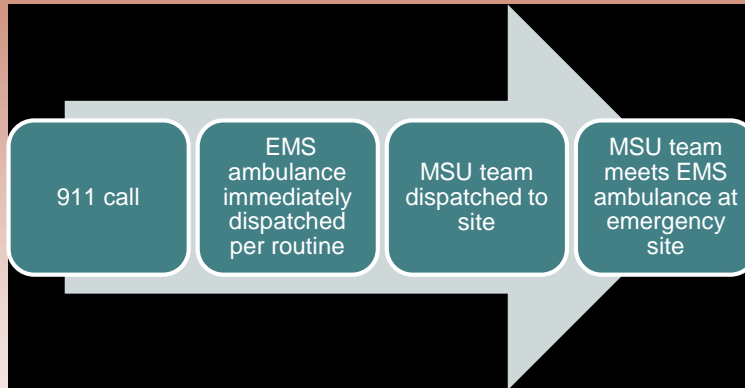 911 call
EMS
ambulance
immediately
dispatched
per routine
MSU team
dispatched to
site
MSU team
meets EMS
ambulance at
emergency
site